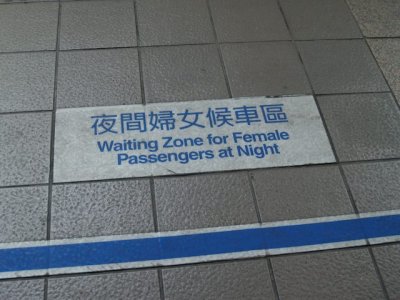 夜間婦女候車區
Waiting Zone for Female
Passengers at Night